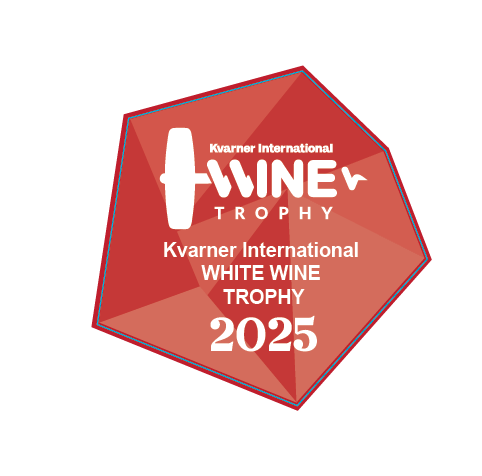 Kvarner International
WINE
TROPHY
Kvarner International
WHITE WINE
TROPHY
2025